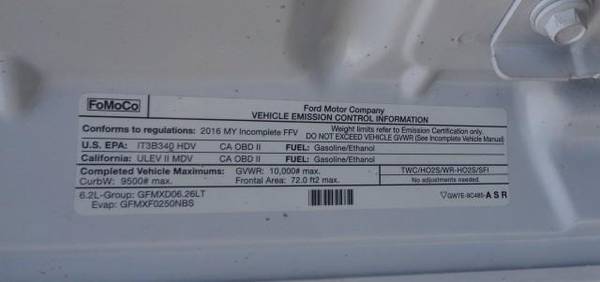 FoMoCo
Ford Motor Company
VEHICLE EMISSION CONTROL INFORMATION
Conforms to regulations: 2016 MY Incomplete FFV
Weight limits refer to Emission Certification only.
DO NOT EXCEED VEHICLE GVWR (See Incomplete Vehicle Manual)
U.S. EPA: IT3B340 HDV CA OBD II FUEL: Gasoline/Ethanol
California: ULEV II MDV CA OBD II FUEL: Gasoline/Ethanol
Completed Vehicle Maximums: GVWR: 10,000# max.
CurbW: 9500# max. Frontal Area: 72.0 ft2 max.
TWC/HO2S/WR-HO2S/SFI
No adjustments needed.
6.2L-Group: GFMXD06.26LT
Evap: GFMXF0250NBS
GW7E-9C485-ASR